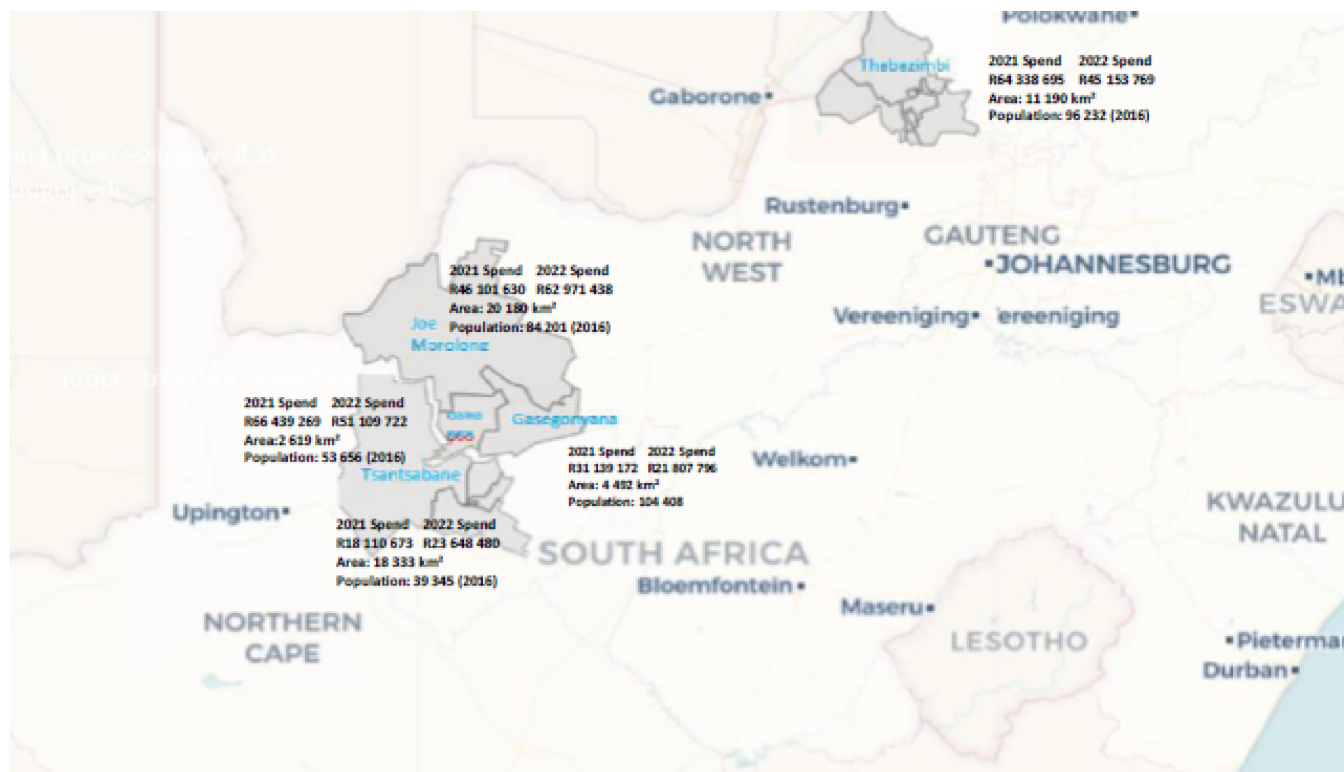 Polokwane
Thabazimbi
2021 Spend 2022 Spend
R64 338 695 R45 153 769
Area: 11 190 km²
Population: 96 232 (2016)
Gaborone
Rustenburg
NORTH
WEST
GAUTENG
JOHANNESBURG
Mb
ESWA
Vereeniging
ereeniging
2021 Spend 2022 Spend
R46 101 630 R62 971 438
Area: 20 180 km²
Population: 84 201 (2016)
Joe
Morolone
2021 Spend 2022 Spend
R66 439 269 R51 109 722
Area:2 619 km²
Population: 53 656 (2016)
Gasegonyana
2021 Spend 2022 Spend
R31 139 172 R21 807 796
Area: 4 492 km²
Population: 104 408
Tsantsabane
Welkom
Upington
2021 Spend 2022 Spend
R18 110 673 R23 648 480
Area: 18 333 km²
Population: 39 345 (2016)
SOUTH AFRICA
KWAZULU
NATAL
Bloemfontein
Maseru
LESOTHO
NORTHERN
CAPE
Pietermar
Durban